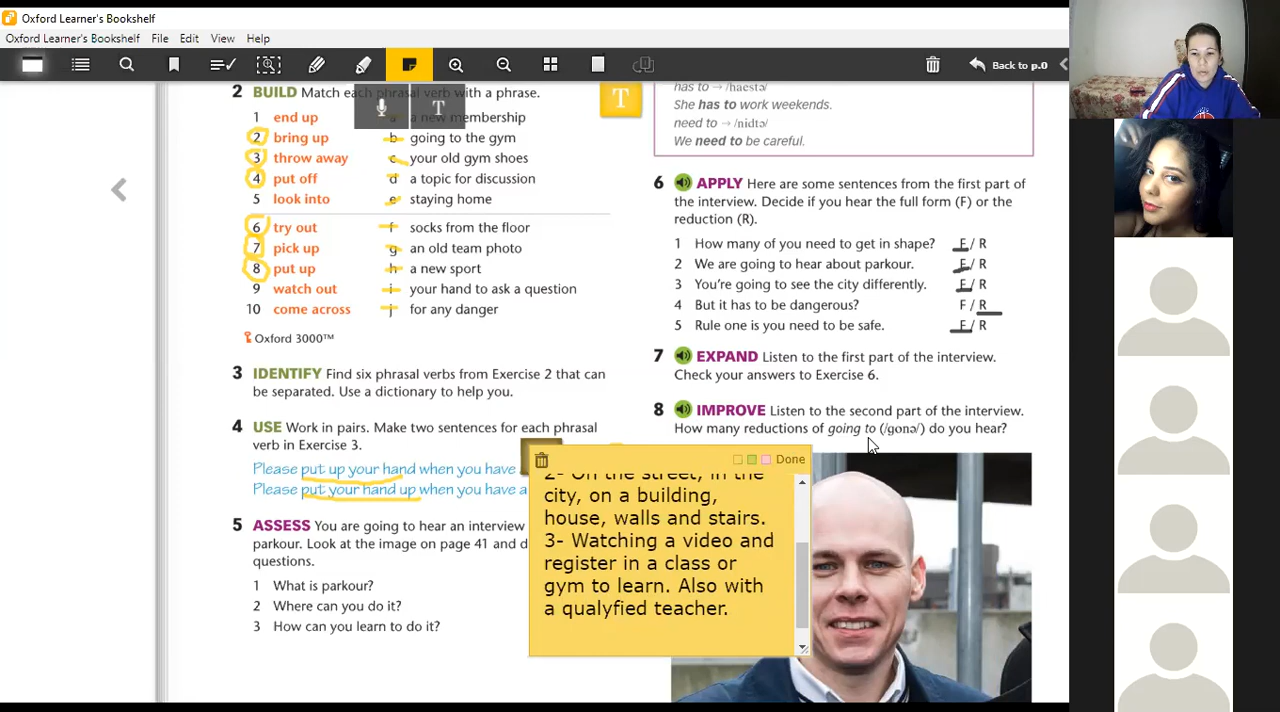 Oxford Learner's Bookshelf
Oxford Learner's Bookshelf File Edit View Help
Back to p.0
2 BUILD Match each phrasal verb with a phrase.
1 end up a a new membership
2 bring up b going to the gym
3 throw away c your old gym shoes
4 put off d a topic for discussion
5 look into e staying home
6 try out f socks from the floor
7 pick up g an old team photo
8 put up h a new sport
9 watch out i your hand to ask a question
10 come across j for any danger
Oxford 3000™
3 IDENTIFY Find six phrasal verbs from Exercise 2 that can
be separated. Use a dictionary to help you.
4 USE Work in pairs. Make two sentences for each phrasal
verb in Exercise 3.
Please put up your hand when you have
Please put your hand up when you have a
5 ASSESS You are going to hear an interview
parkour. Look at the image on page 41 and d
questions.
1 What is parkour?
2 Where can you do it?
3 How can you learn to do it?
T
T
has to → /hæstə/
She has to work weekends.
need to → /nidtə/
We need to be careful.
6 APPLY Here are some sentences from the first part of
the interview. Decide if you hear the full form (F) or the
reduction (R).
1 How many of you need to get in shape? F / R
2 We are going to hear about parkour. F / R
3 You're going to see the city differently. F / R
4 But it has to be dangerous? F / R
5 Rule one is you need to be safe. F / R
7 EXPAND Listen to the first part of the interview.
Check your answers to Exercise 6.
8 IMPROVE Listen to the second part of the interview.
How many reductions of going to (/gɒnə/) do you hear?
Done
2- On the street, in the
city, on a building,
house, walls and stairs.
3- Watching a video and
register in a class or
gym to learn. Also with
a qualyfied teacher.